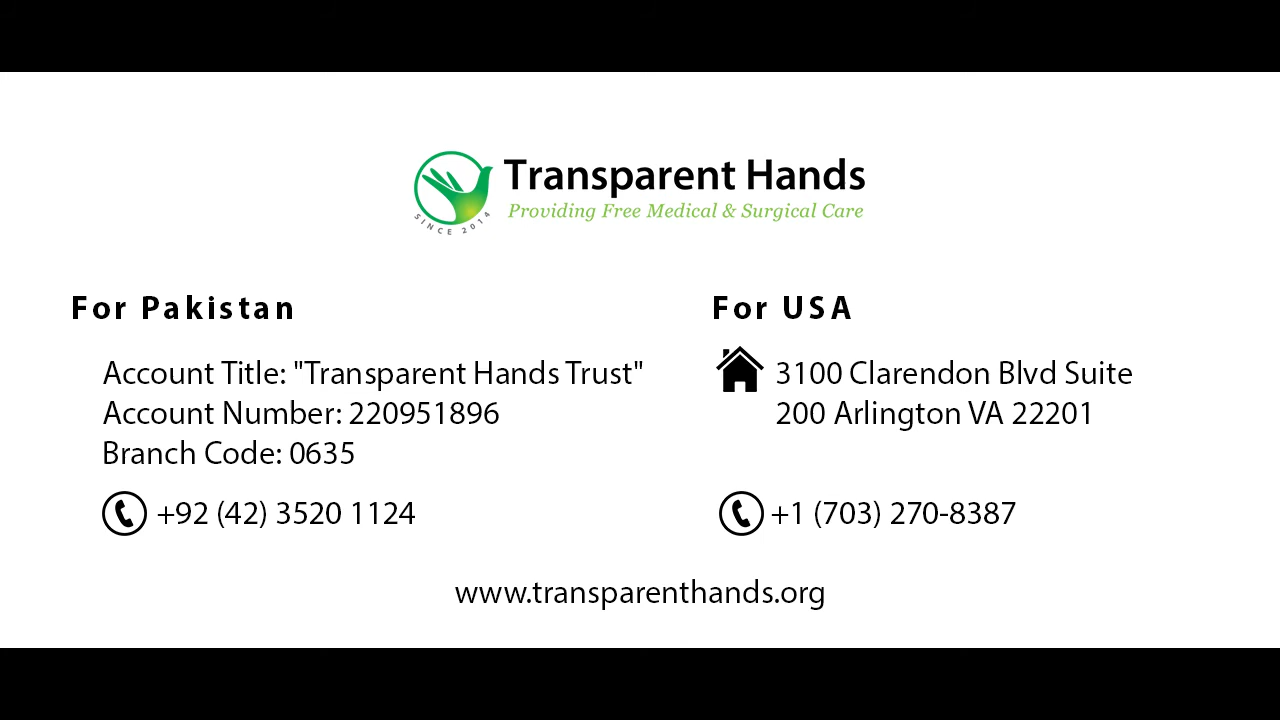 Transparent Hands
Providing Free Medical & Surgical Care
SINCE 2014
For Pakistan
Account Title: "Transparent Hands Trust"
Account Number: 220951896
Branch Code: 0635
+92 (42) 3520 1124
For USA
3100 Clarendon Blvd Suite
200 Arlington VA 22201
+1 (703) 270-8387
www.transparenthands.org